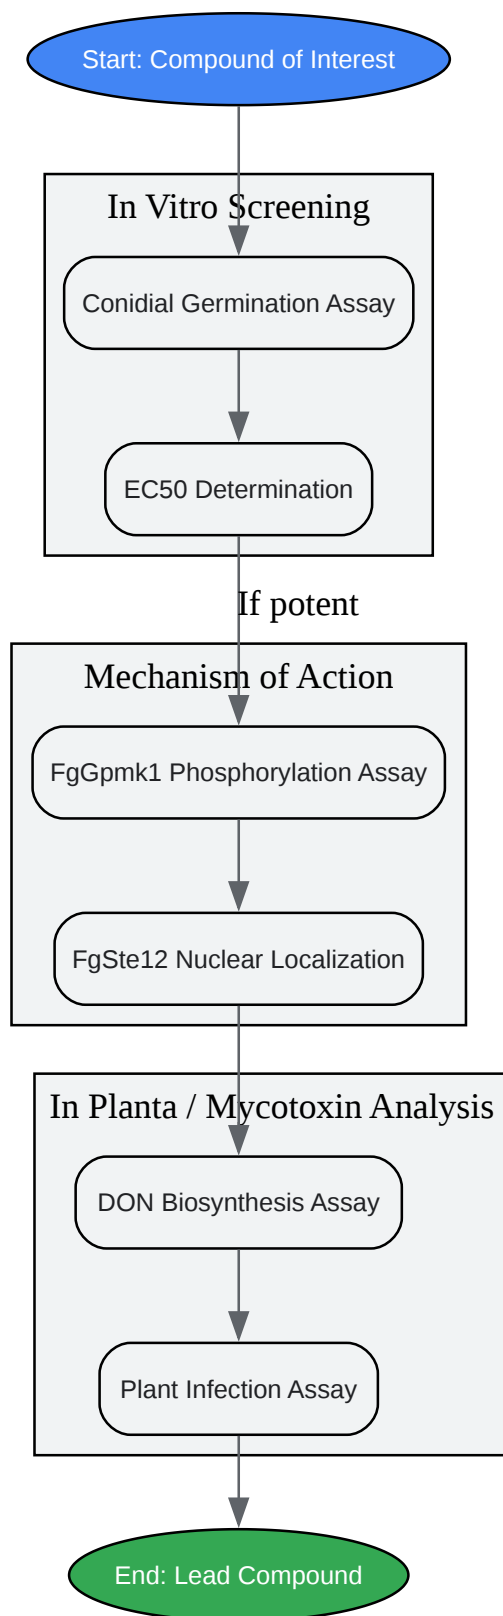 Start: Compound of Interest
In Vitro Screening
Conidial Germination Assay
EC50 Determination
If potent
Mechanism of Action
FgGpmk1 Phosphorylation Assay
FgSte12 Nuclear Localization
In Planta / Mycotoxin Analysis
DON Biosynthesis Assay
Plant Infection Assay
End: Lead Compound